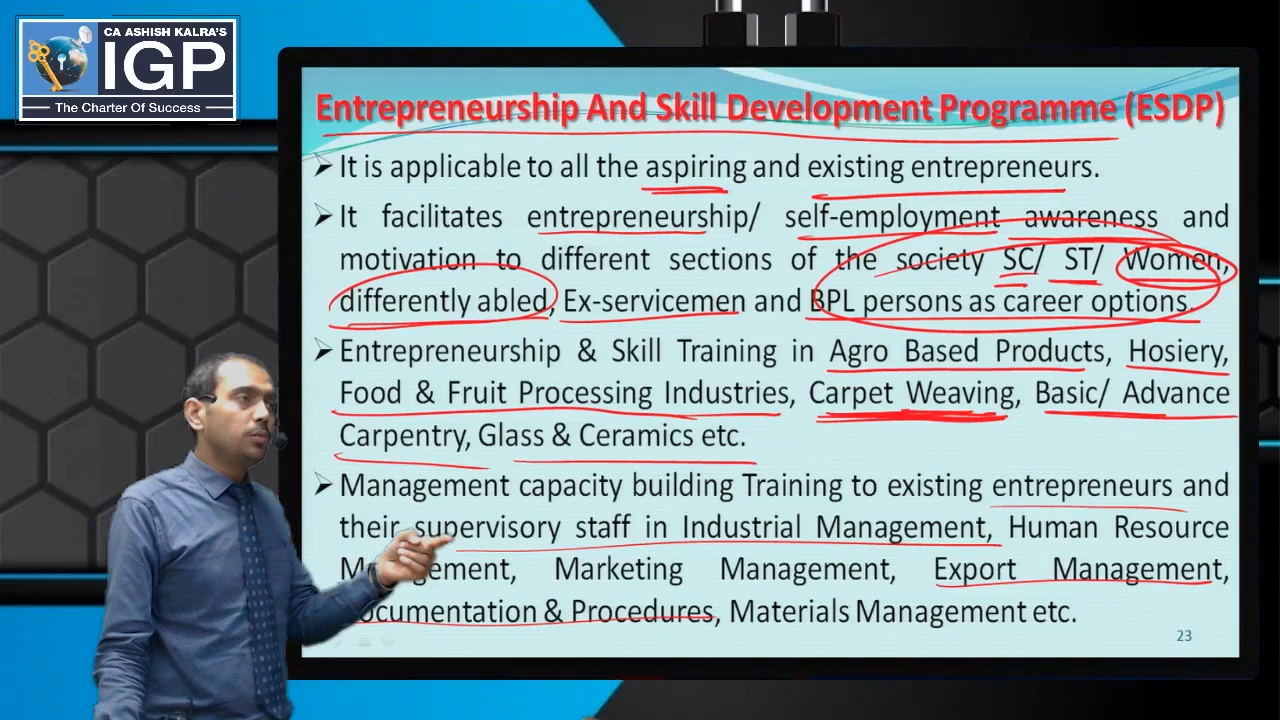 CA ASHISH KALRA'S
IGP
The Charter Of Success
Entrepreneurship And Skill Development Programme (ESDP)
➢ It is applicable to all the aspiring and existing entrepreneurs.
➢ It facilitates entrepreneurship/ self-employment awareness and
motivation to different sections of the society SC/ ST/ Women,
differently abled, Ex-servicemen and BPL persons as career options.
➢ Entrepreneurship & Skill Training in Agro Based Products, Hosiery,
Food & Fruit Processing Industries, Carpet Weaving, Basic/ Advance
Carpentry, Glass & Ceramics etc.
➢ Management capacity building Training to existing entrepreneurs and
their supervisory staff in Industrial Management, Human Resource
Marketing Management, Export Management,
& Procedures, Materials Management etc.
23